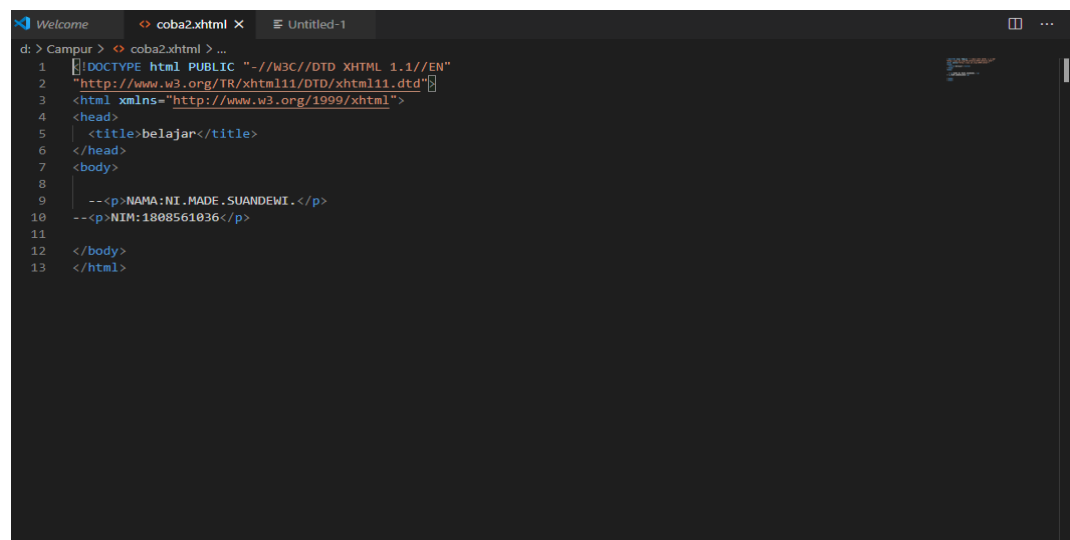 Welcome coba2.xhtml Untitled-1 ...
d: > Campur > coba2.xhtml > ...
1 <!DOCTYPE html PUBLIC "-//W3C//DTD XHTML 1.1//EN"
2 "http://www.w3.org/TR/xhtml11/DTD/xhtml11.dtd">
3 <html xmlns="http://www.w3.org/1999/xhtml">
4 <head>
5 <title>belajar</title>
6 </head>
7 <body>
8
9 --<p>NAMA:NI.MADE.SUANDEWI.</p>
10 --<p>NIM:1808561036</p>
11
12 </body>
13 </html>